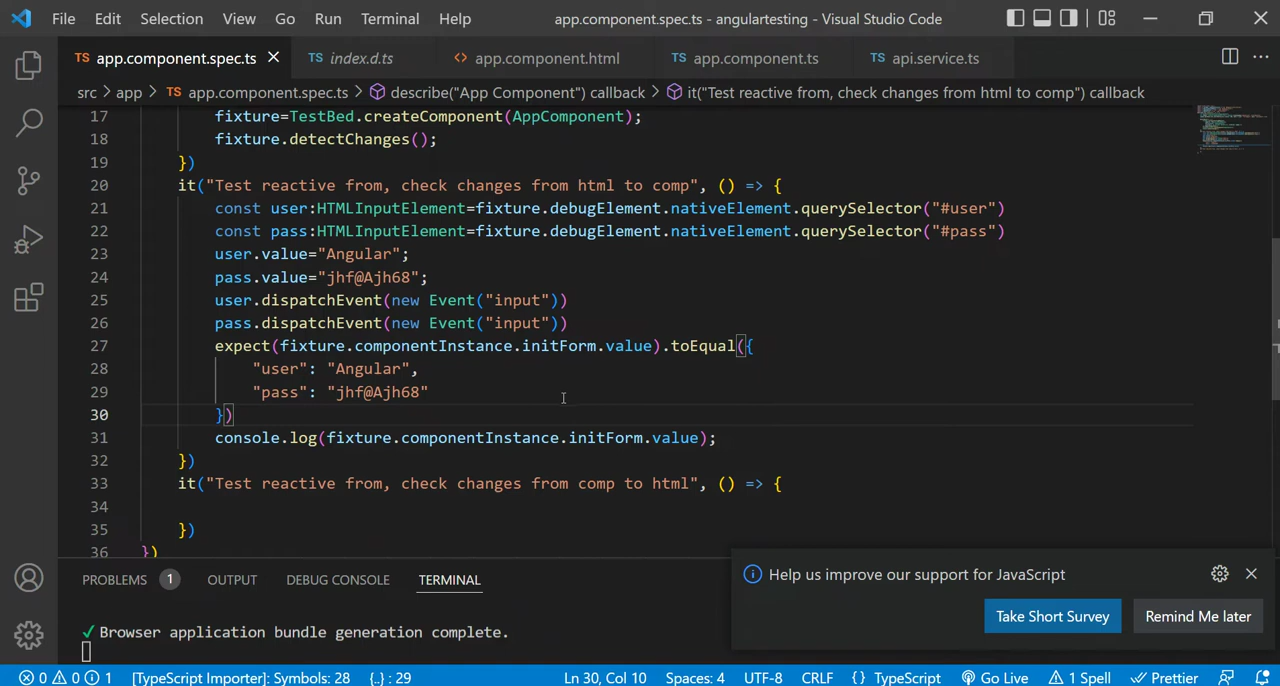 File Edit Selection View Go Run Terminal Help app.component.spec.ts - angulartesting - Visual Studio Code
TS app.component.spec.ts TS index.d.ts <> app.component.html TS app.component.ts TS api.service.ts ...
src > app > TS app.component.spec.ts > describe("App Component") callback > it("Test reactive from, check changes from html to comp") callback
17 fixture=TestBed.createComponent(AppComponent);
18 fixture.detectChanges();
19 })
20 it("Test reactive from, check changes from html to comp", () => {
21 const user:HTMLInputElement=fixture.debugElement.nativeElement.querySelector("#user")
22 const pass:HTMLInputElement=fixture.debugElement.nativeElement.querySelector("#pass")
23 user.value="Angular";
24 pass.value="jhf@Ajh68";
25 user.dispatchEvent(new Event("input"))
26 pass.dispatchEvent(new Event("input"))
27 expect(fixture.componentInstance.initForm.value).toEqual({
28 "user": "Angular",
29 "pass": "jhf@Ajh68"
30 })
31 console.log(fixture.componentInstance.initForm.value);
32 })
33 it("Test reactive from, check changes from comp to html", () => {
34
35 })
36 })
PROBLEMS 1 OUTPUT DEBUG CONSOLE TERMINAL
Help us improve our support for JavaScript
Take Short Survey Remind Me later
✓ Browser application bundle generation complete.
0 0 1 [TypeScript Importer]: Symbols: 28 {..} : 29 Ln 30, Col 10 Spaces: 4 UTF-8 CRLF {} TypeScript Go Live 1 Spell Prettier